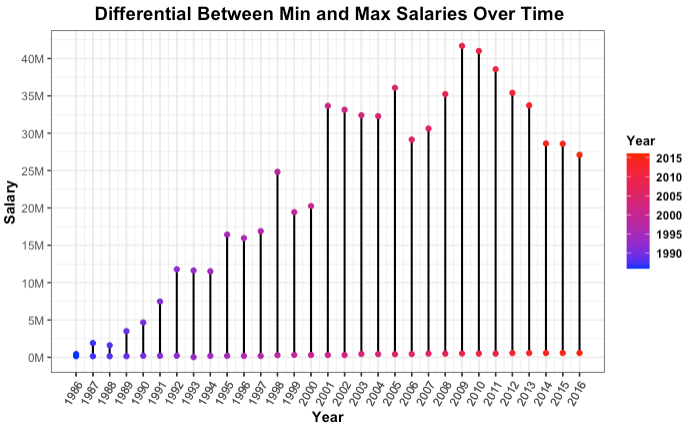 Differential Between Min and Max Salaries Over Time
Salary
40M
35M
30M
25M
20M
15M
10M
5M
0M
1986 1987 1988 1989 1990 1991 1992 1993 1994 1995 1996 1997 1998 1999 2000 2001 2002 2003 2004 2005 2006 2007 2008 2009 2010 2011 2012 2013 2014 2015 2016
Year
Year
2015
2010
2005
2000
1995
1990